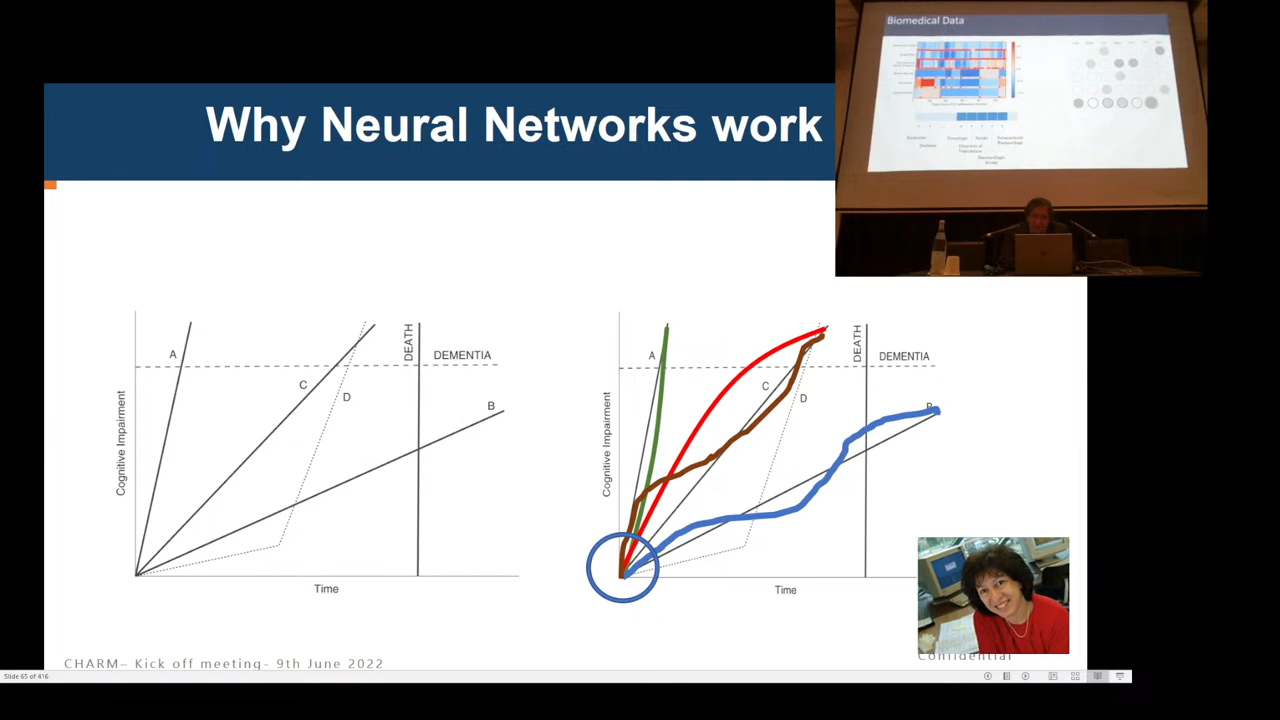 Biomedical Data
Why Neural Networks work
A
C
D
B
DEATH
DEMENTIA
Cognitive Impairment
Time
A
C
D
DEATH
DEMENTIA
Cognitive Impairment
Time
CHARM– Kick off meeting- 9th June 2022
Confidential
Slide 65 of 416